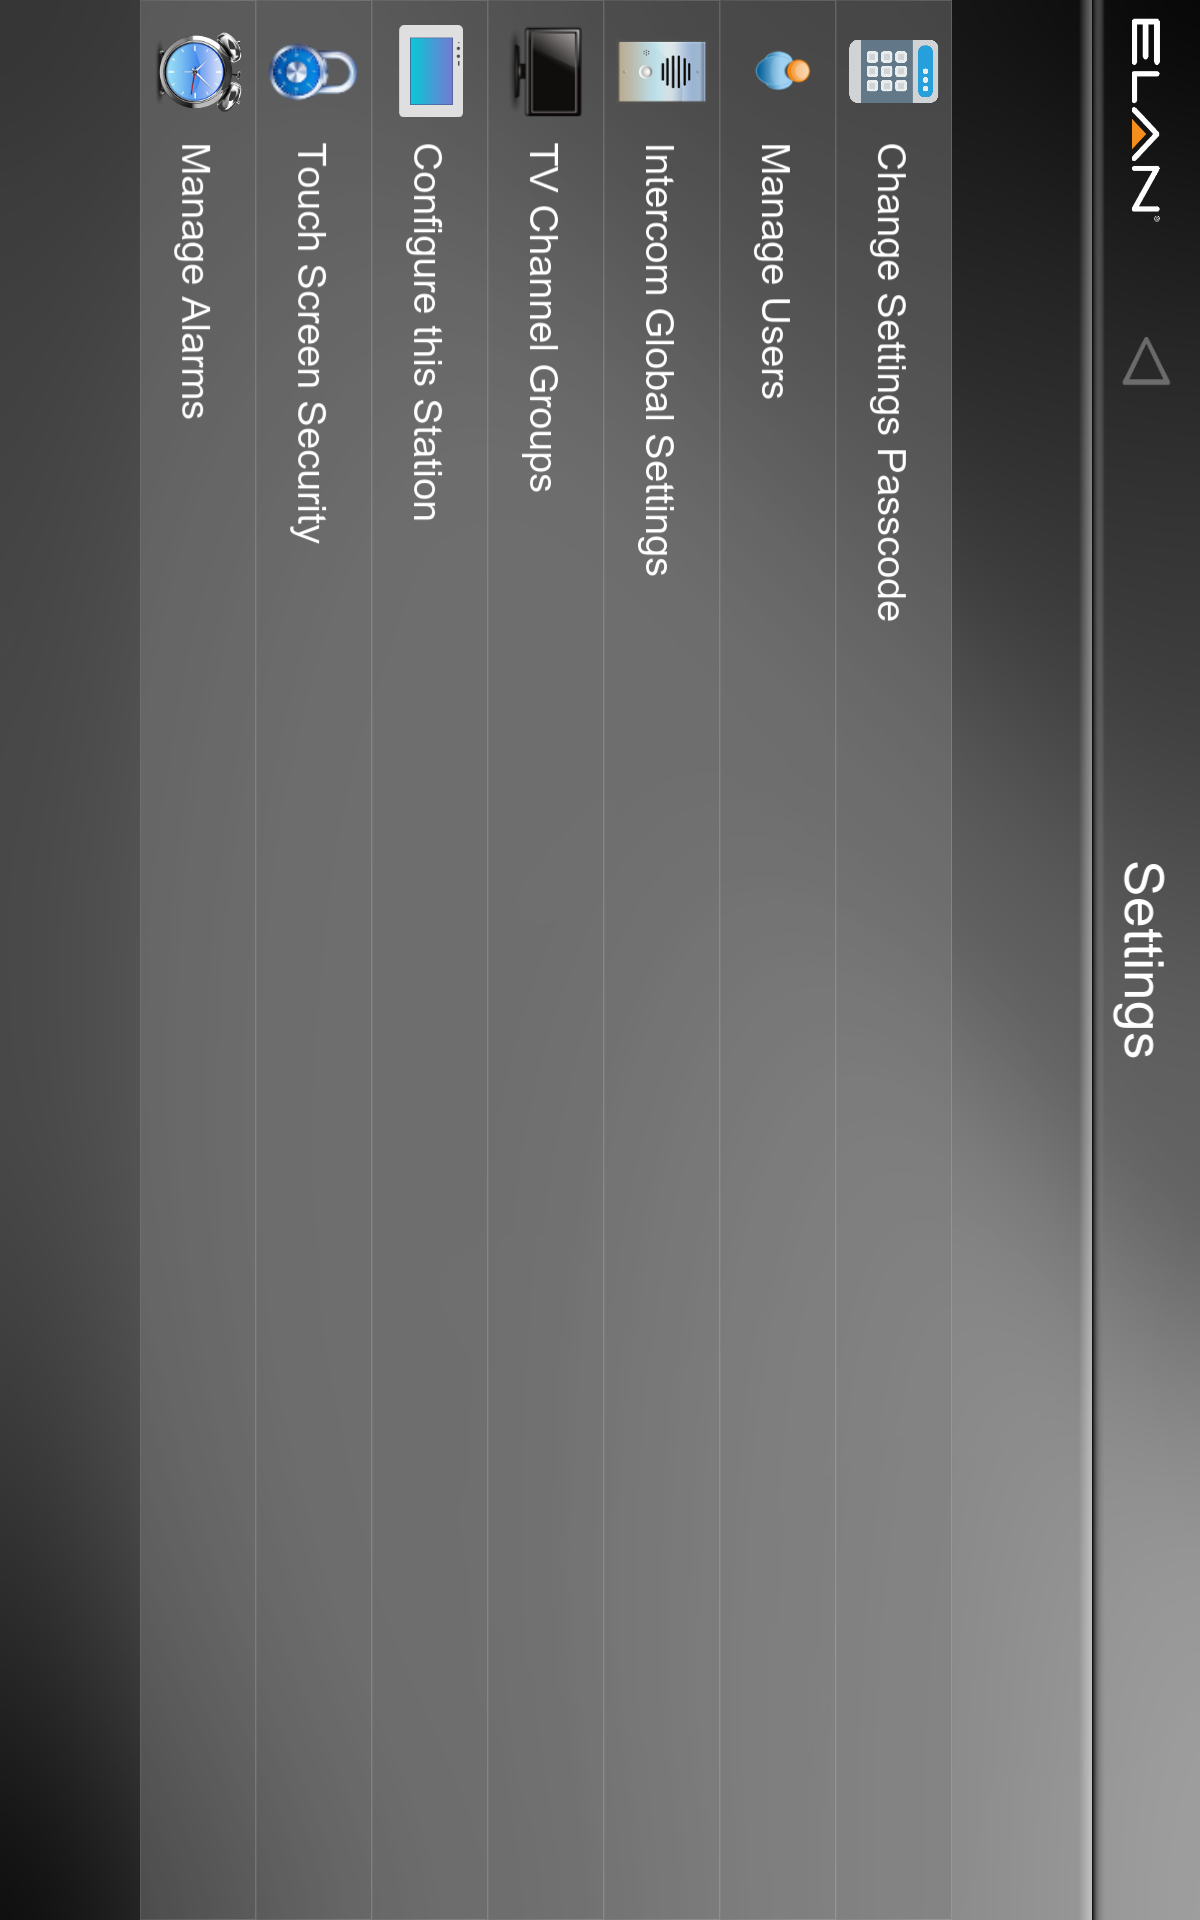 ELAN®
Settings
Change Settings Passcode
Manage Users
Intercom Global Settings
TV Channel Groups
Configure this Station
Touch Screen Security
Manage Alarms